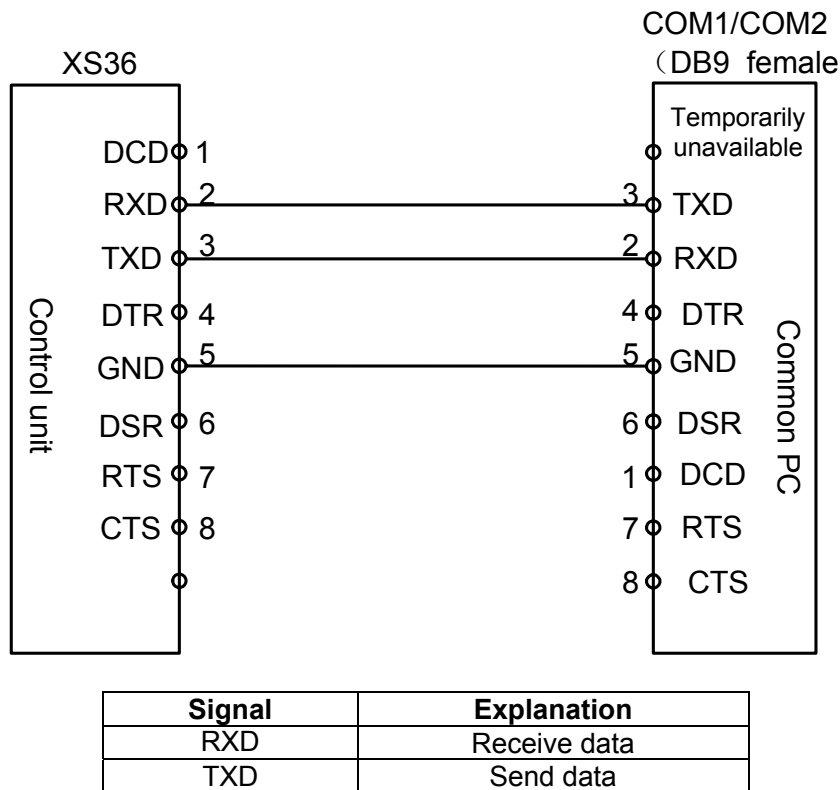 COM1/COM2
XS36
（DB9 female
Temporarily
unavailable
DCD 1
RXD 2
3 TXD
TXD 3
2 RXD
DTR 4
4 DTR
GND 5
5 GND
DSR 6
6 DSR
RTS 7
1 DCD
CTS 8
7 RTS
8 CTS
Control unit
Common PC
Signal Explanation
RXD Receive data
TXD Send data